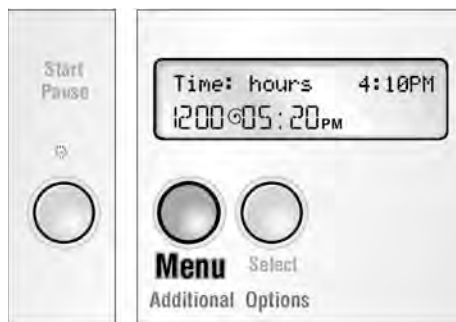 Start
Pause
Time: hours 4:10PM
1200 05:20PM
Menu
Select
Additional Options